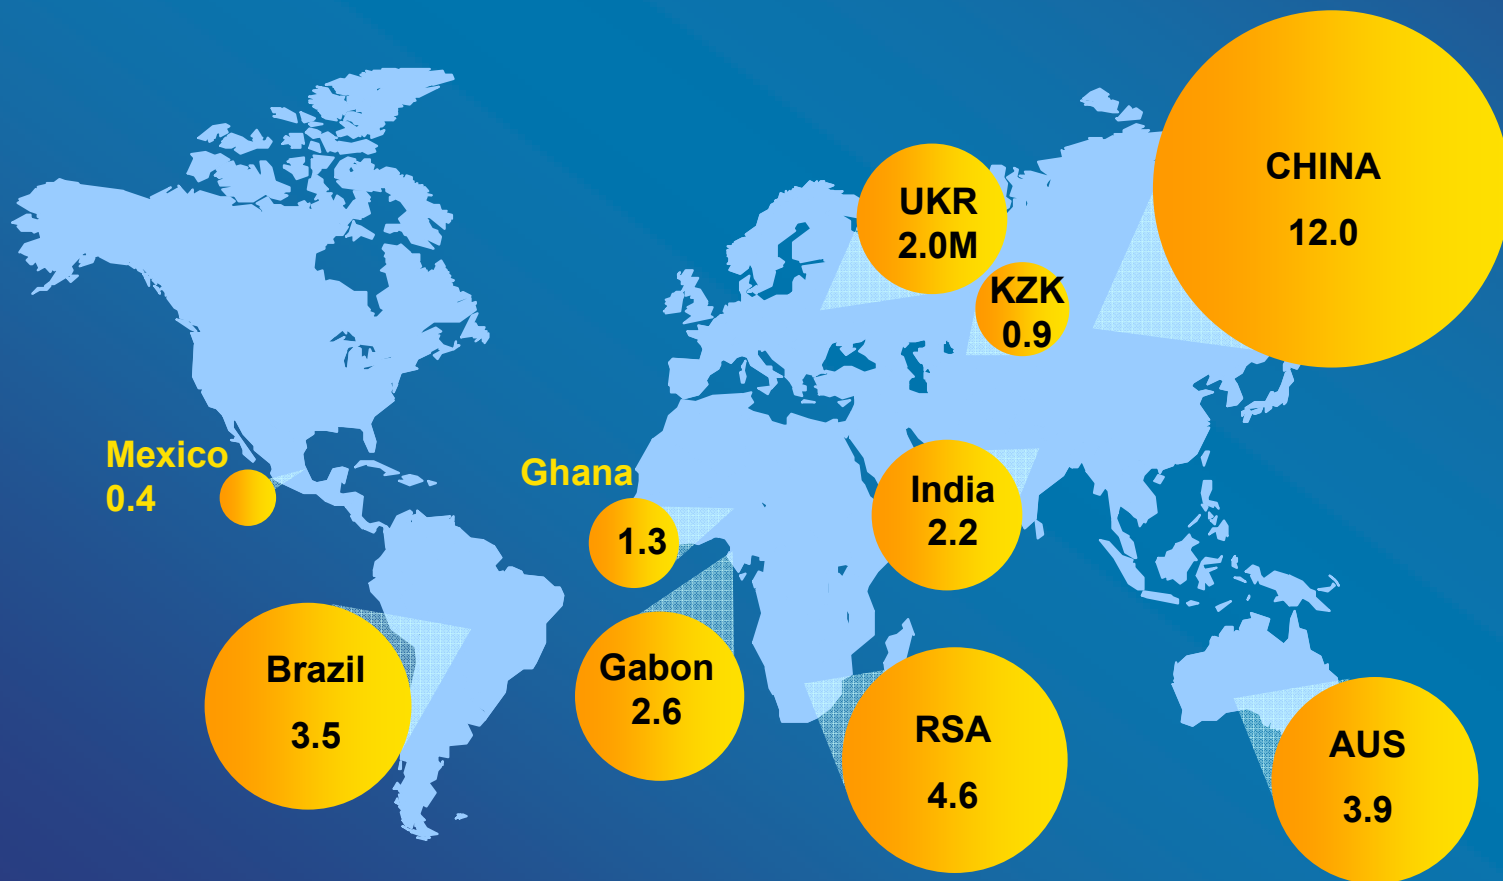 CHINA
12.0
UKR
2.0M
KZK
0.9
Mexico
0.4
Ghana
1.3
India
2.2
Brazil
3.5
Gabon
2.6
RSA
4.6
AUS
3.9